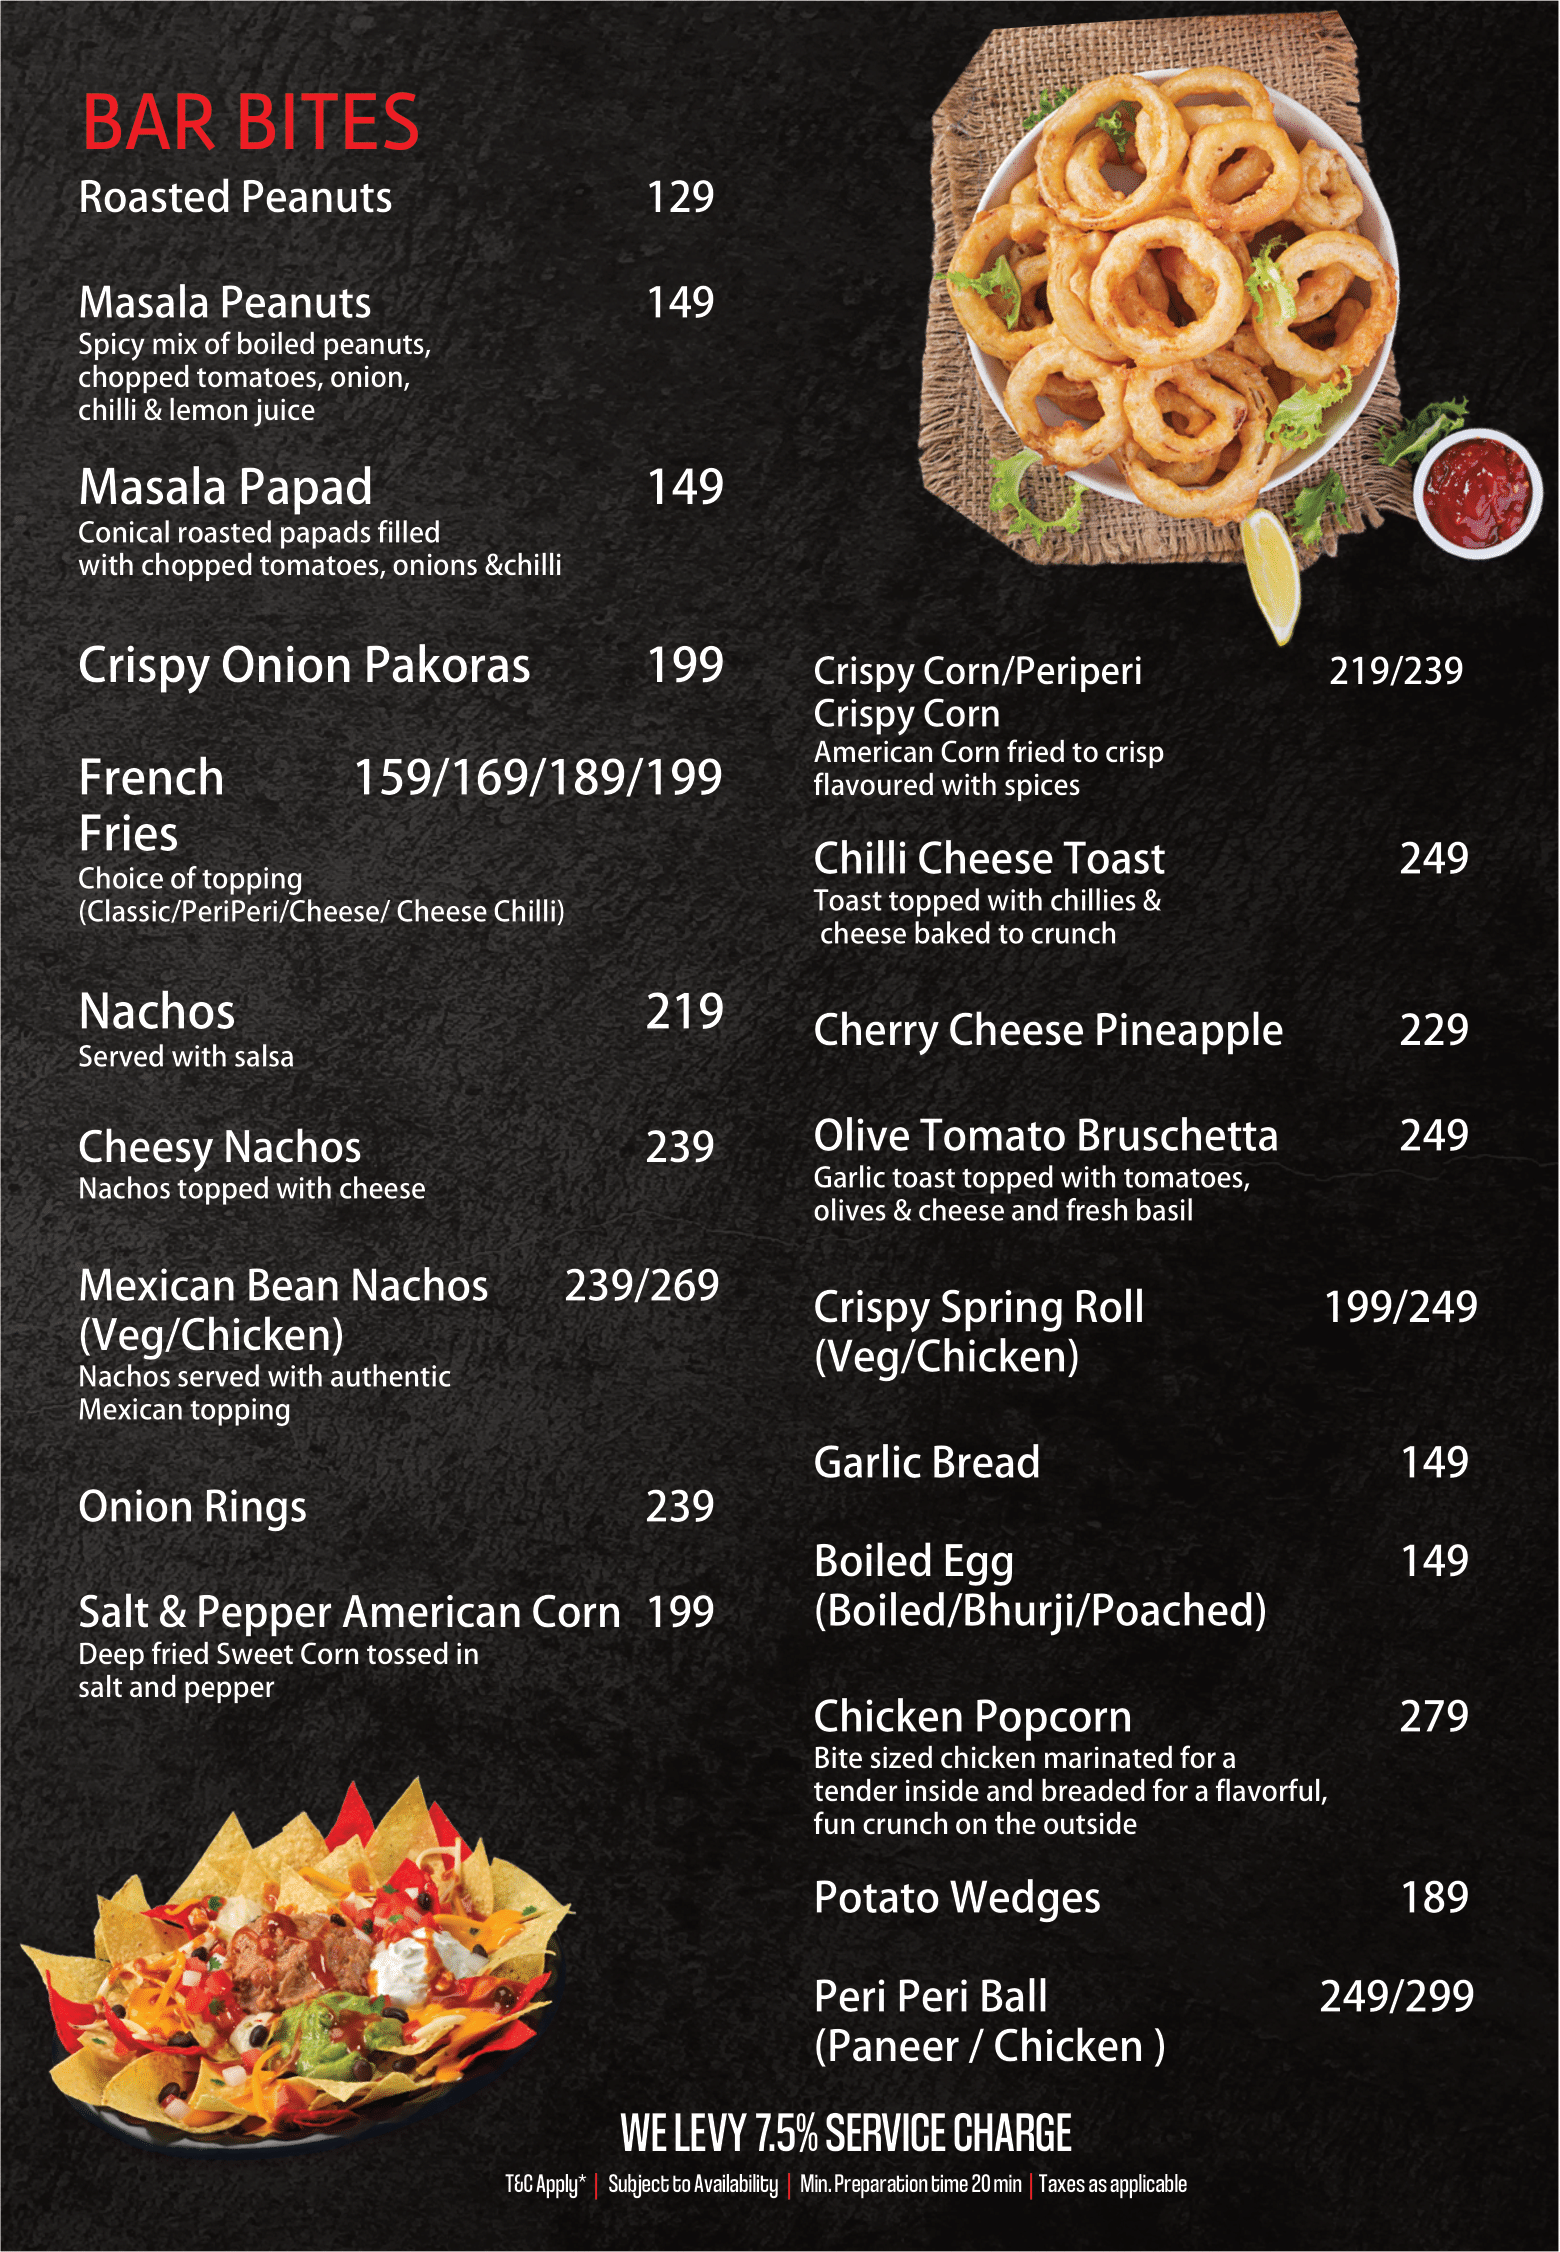 BAR BITES
Roasted Peanuts 129
Masala Peanuts 149
Spicy mix of boiled peanuts,
chopped tomatoes, onion,
chilli & lemon juice
Masala Papad 149
Conical roasted papads filled
with chopped tomatoes, onions &chilli
Crispy Onion Pakoras 199
French 159/169/189/199
Fries
Choice of topping
(Classic/PeriPeri/Cheese/ Cheese Chilli)
Nachos 219
Served with salsa
Cheesy Nachos 239
Nachos topped with cheese
Mexican Bean Nachos 239/269
(Veg/Chicken)
Nachos served with authentic
Mexican topping
Onion Rings 239
Salt & Pepper American Corn 199
Deep fried Sweet Corn tossed in
salt and pepper
Crispy Corn/Periperi 219/239
Crispy Corn
American Corn fried to crisp
flavoured with spices
Chilli Cheese Toast 249
Toast topped with chillies &
cheese baked to crunch
Cherry Cheese Pineapple 229
Olive Tomato Bruschetta 249
Garlic toast topped with tomatoes,
olives & cheese and fresh basil
Crispy Spring Roll 199/249
(Veg/Chicken)
Garlic Bread 149
Boiled Egg 149
(Boiled/Bhurji/Poached)
Chicken Popcorn 279
Bite sized chicken marinated for a
tender inside and breaded for a flavorful,
fun crunch on the outside
Potato Wedges 189
Peri Peri Ball 249/299
(Paneer / Chicken )
WE LEVY 7.5% SERVICE CHARGE
T&C Apply* | Subject to Availability | Min. Preparation time 20 min | Taxes as applicable